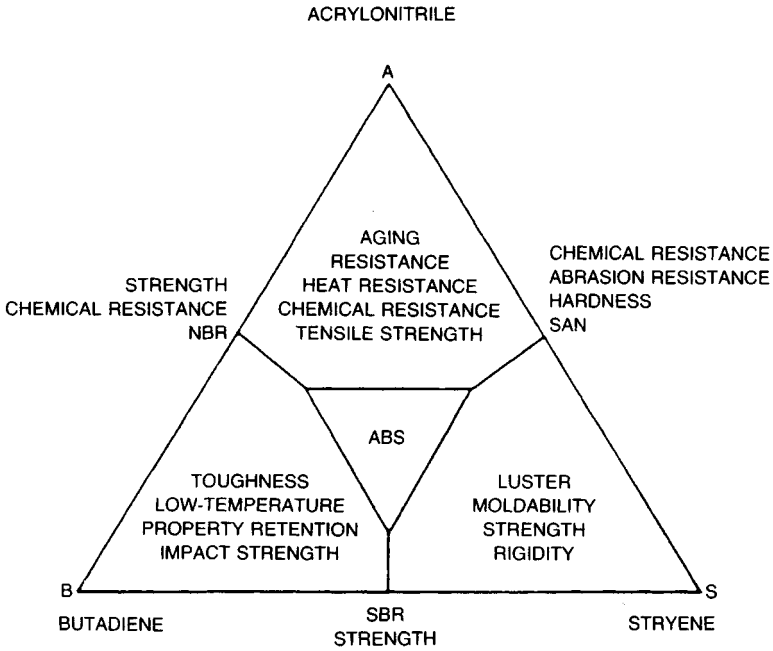 ACRYLONITRILE
A
AGING
RESISTANCE
HEAT RESISTANCE
CHEMICAL RESISTANCE
TENSILE STRENGTH
STRENGTH
CHEMICAL RESISTANCE
NBR
CHEMICAL RESISTANCE
ABRASION RESISTANCE
HARDNESS
SAN
ABS
TOUGHNESS
LOW-TEMPERATURE
PROPERTY RETENTION
IMPACT STRENGTH
LUSTER
MOLDABILITY
STRENGTH
RIGIDITY
B
S
BUTADIENE
SBR
STRENGTH
STRYENE